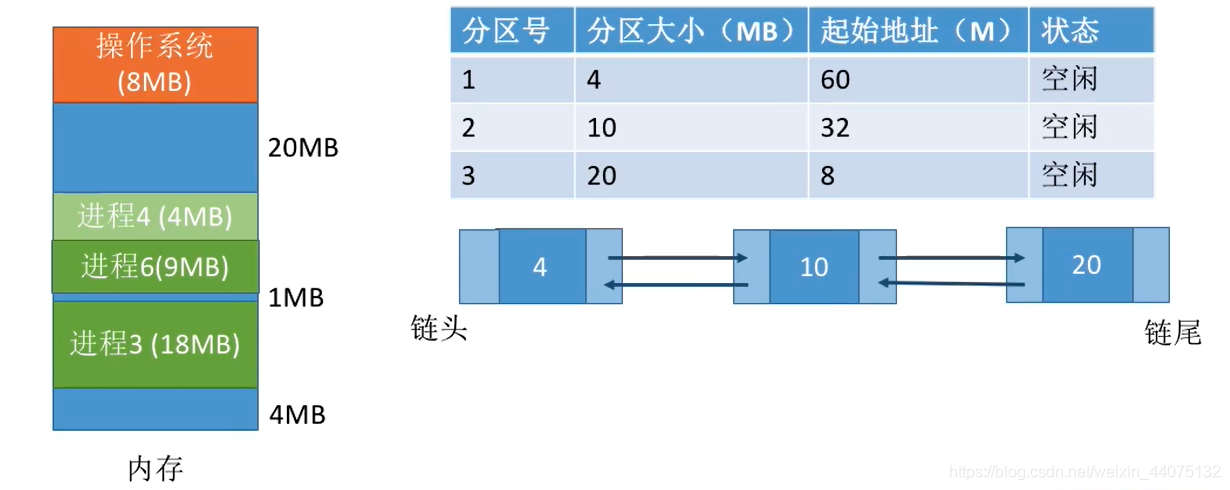 操作系统
(8MB)
20MB
进程4 (4MB)
进程6(9MB)
1MB
进程3 (18MB)
4MB
内存
分区号 分区大小（MB） 起始地址（M） 状态
1 4 60 空闲
2 10 32 空闲
3 20 8 空闲
4 10 20
链头 链尾
https://blog.csdn.net/weixin_44075132